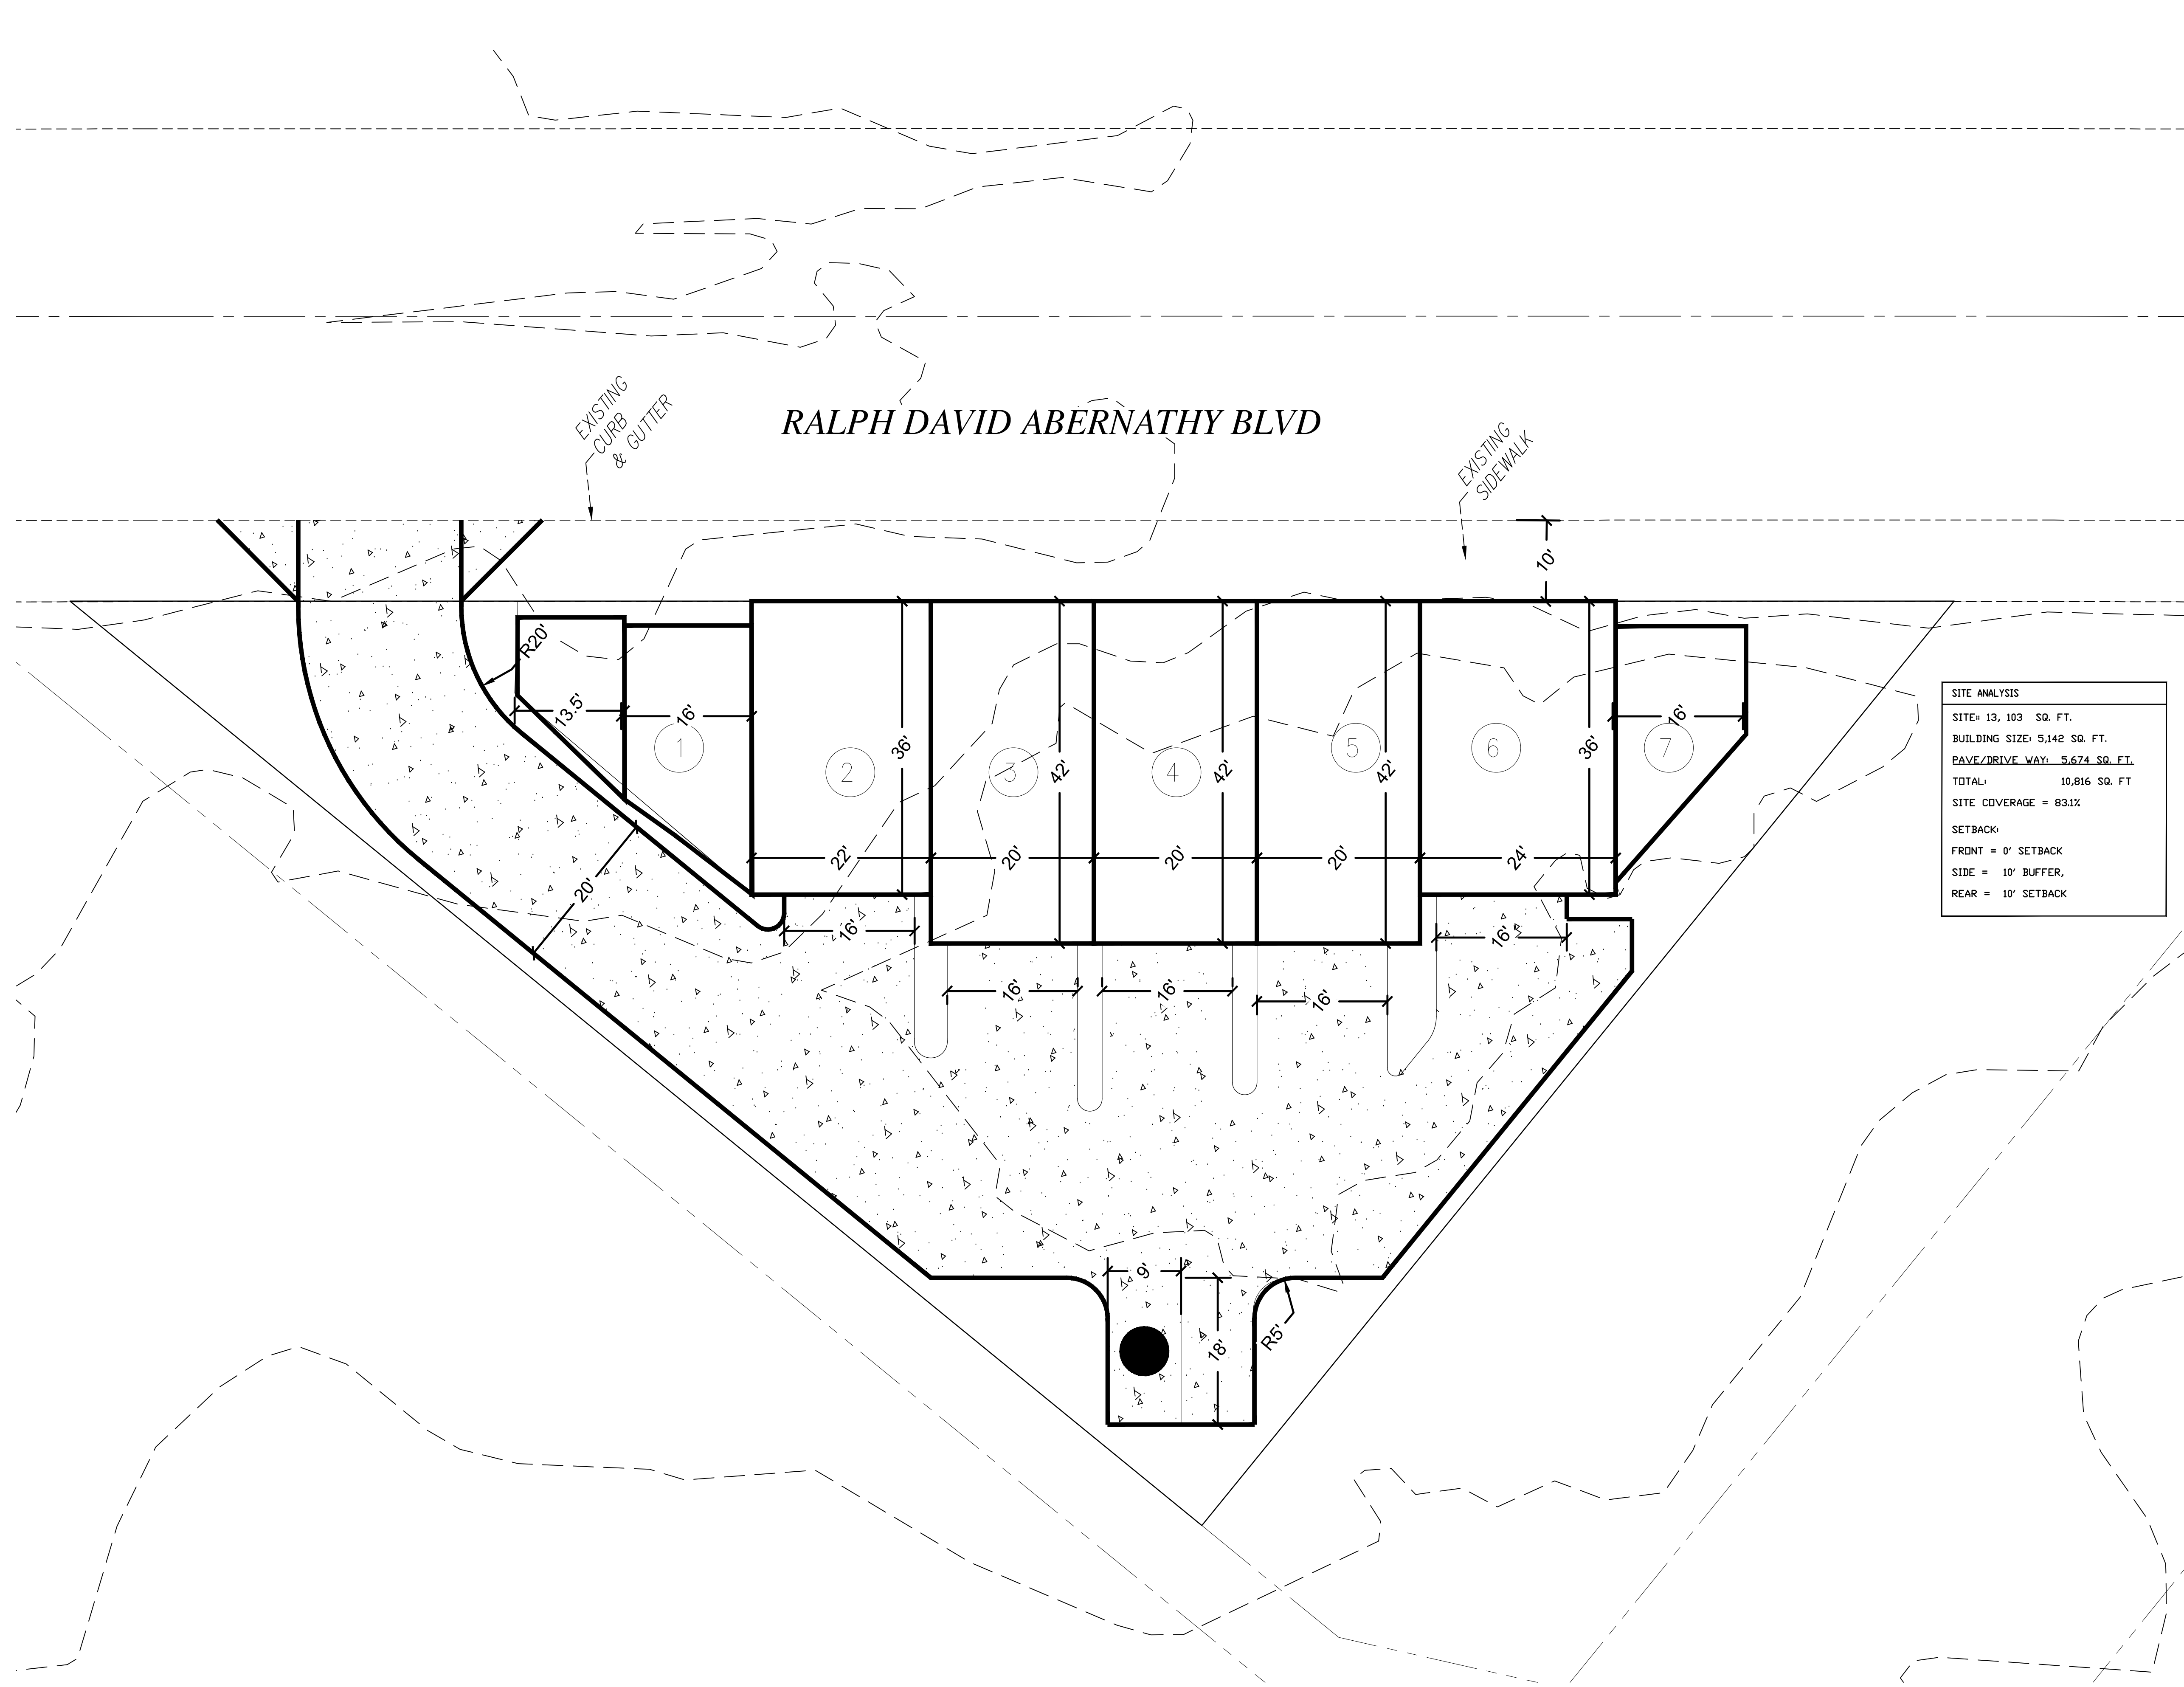 EXISTING
CURB
& GUTTER
RALPH DAVID ABERNATHY BLVD
EXISTING
SIDEWALK
10'
R20'
13.5'
16'
1
2
36'
3
42'
4
42'
5
42'
6
36'
16'
7
22'
20'
20'
20'
24'
20'
16'
16'
16'
16'
16'
9'
18'
R5'
SITE ANALYSIS
SITE: 13, 103 SQ. FT.
BUILDING SIZE: 5,142 SQ. FT.
PAVE/DRIVE WAY: 5,674 SQ. FT.
TOTAL: 10,816 SQ. FT
SITE COVERAGE = 83.1%
SETBACK:
FRONT = 0' SETBACK
SIDE = 10' BUFFER,
REAR = 10' SETBACK